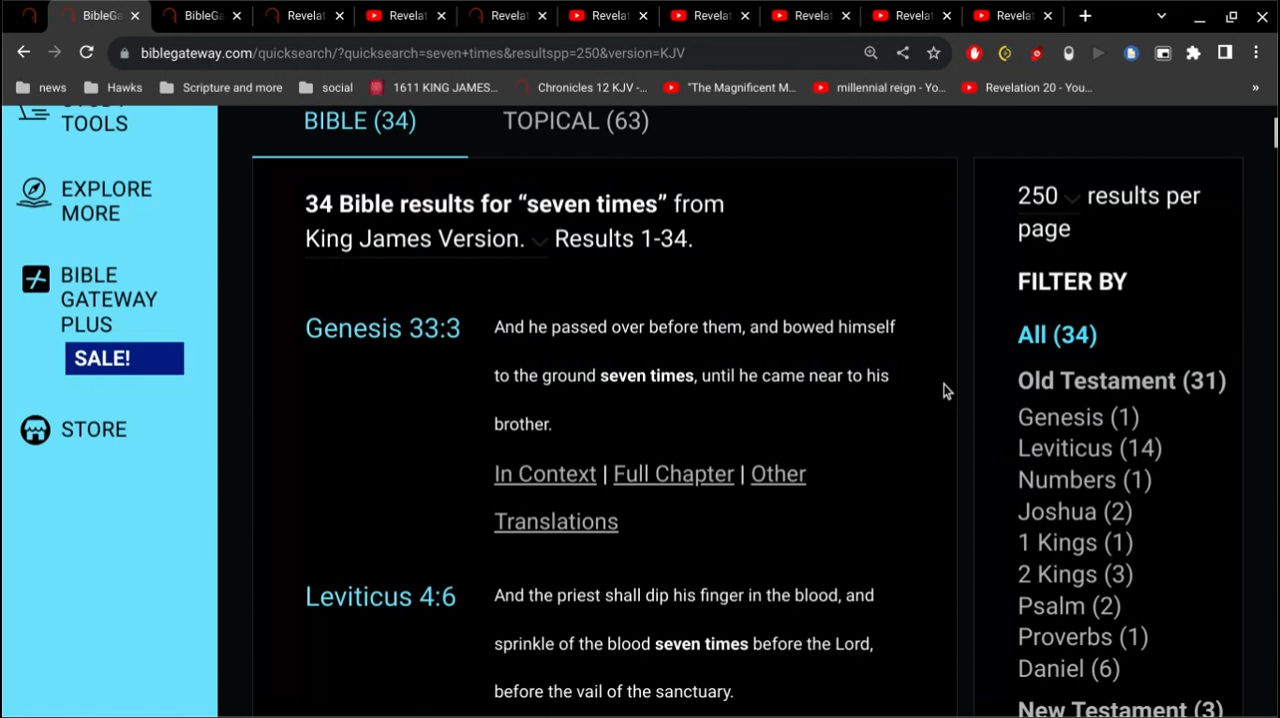 BibleGa
BibleG
Revelat
Revelat
Revelat
Revelat
Revelat
Revelat
Revelat
Revelat
biblegateway.com/quicksearch/?quicksearch=seven+times&resultspp=250&version=KJV
news
Hawks
Scripture and more
social
1611 KING JAMES...
Chronicles 12 KJV -...
"The Magnificent M...
millennial reign - Yo...
Revelation 20 - You...
»
STUDY
TOOLS
EXPLORE
MORE
BIBLE
GATEWAY
PLUS
SALE!
STORE
BIBLE (34)
TOPICAL (63)
34 Bible results for “seven times” from
King James Version. Results 1-34.
Genesis 33:3
And he passed over before them, and bowed himself
to the ground seven times, until he came near to his
brother.
In Context | Full Chapter | Other
Translations
Leviticus 4:6
And the priest shall dip his finger in the blood, and
sprinkle of the blood seven times before the Lord,
before the vail of the sanctuary.
250 results per
page
FILTER BY
All (34)
Old Testament (31)
Genesis (1)
Leviticus (14)
Numbers (1)
Joshua (2)
1 Kings (1)
2 Kings (3)
Psalm (2)
Proverbs (1)
Daniel (6)
New Testament (3)